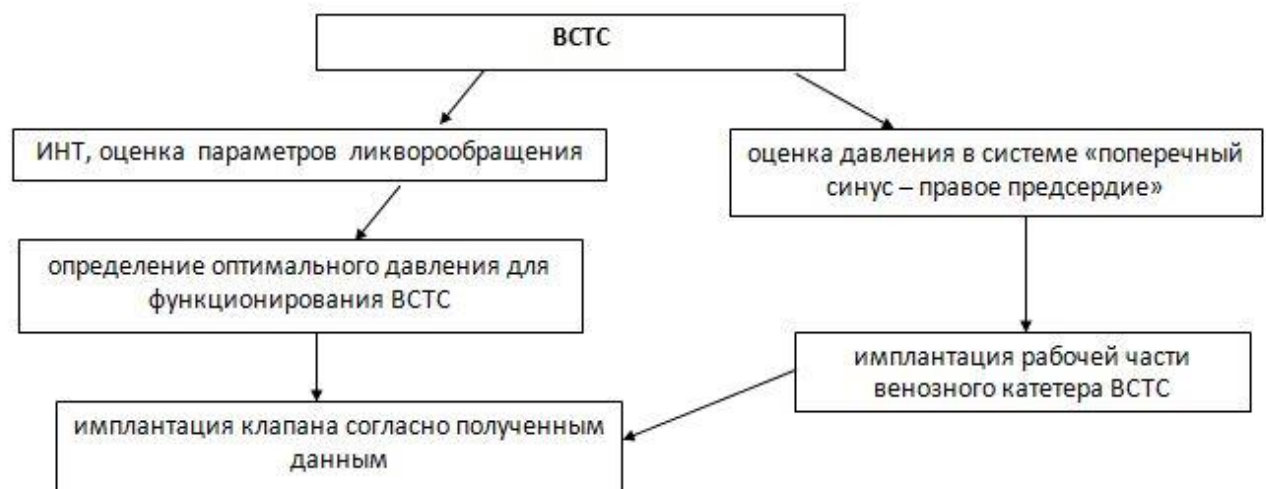 ВСТС
ИНТ, оценка параметров ликворообращения
оценка давления в системе «поперечный
синус – правое предсердие»
определение оптимального давления для
функционирования ВСТС
имплантация рабочей части
венозного катетера ВСТС
имплантация клапана согласно полученным
данным